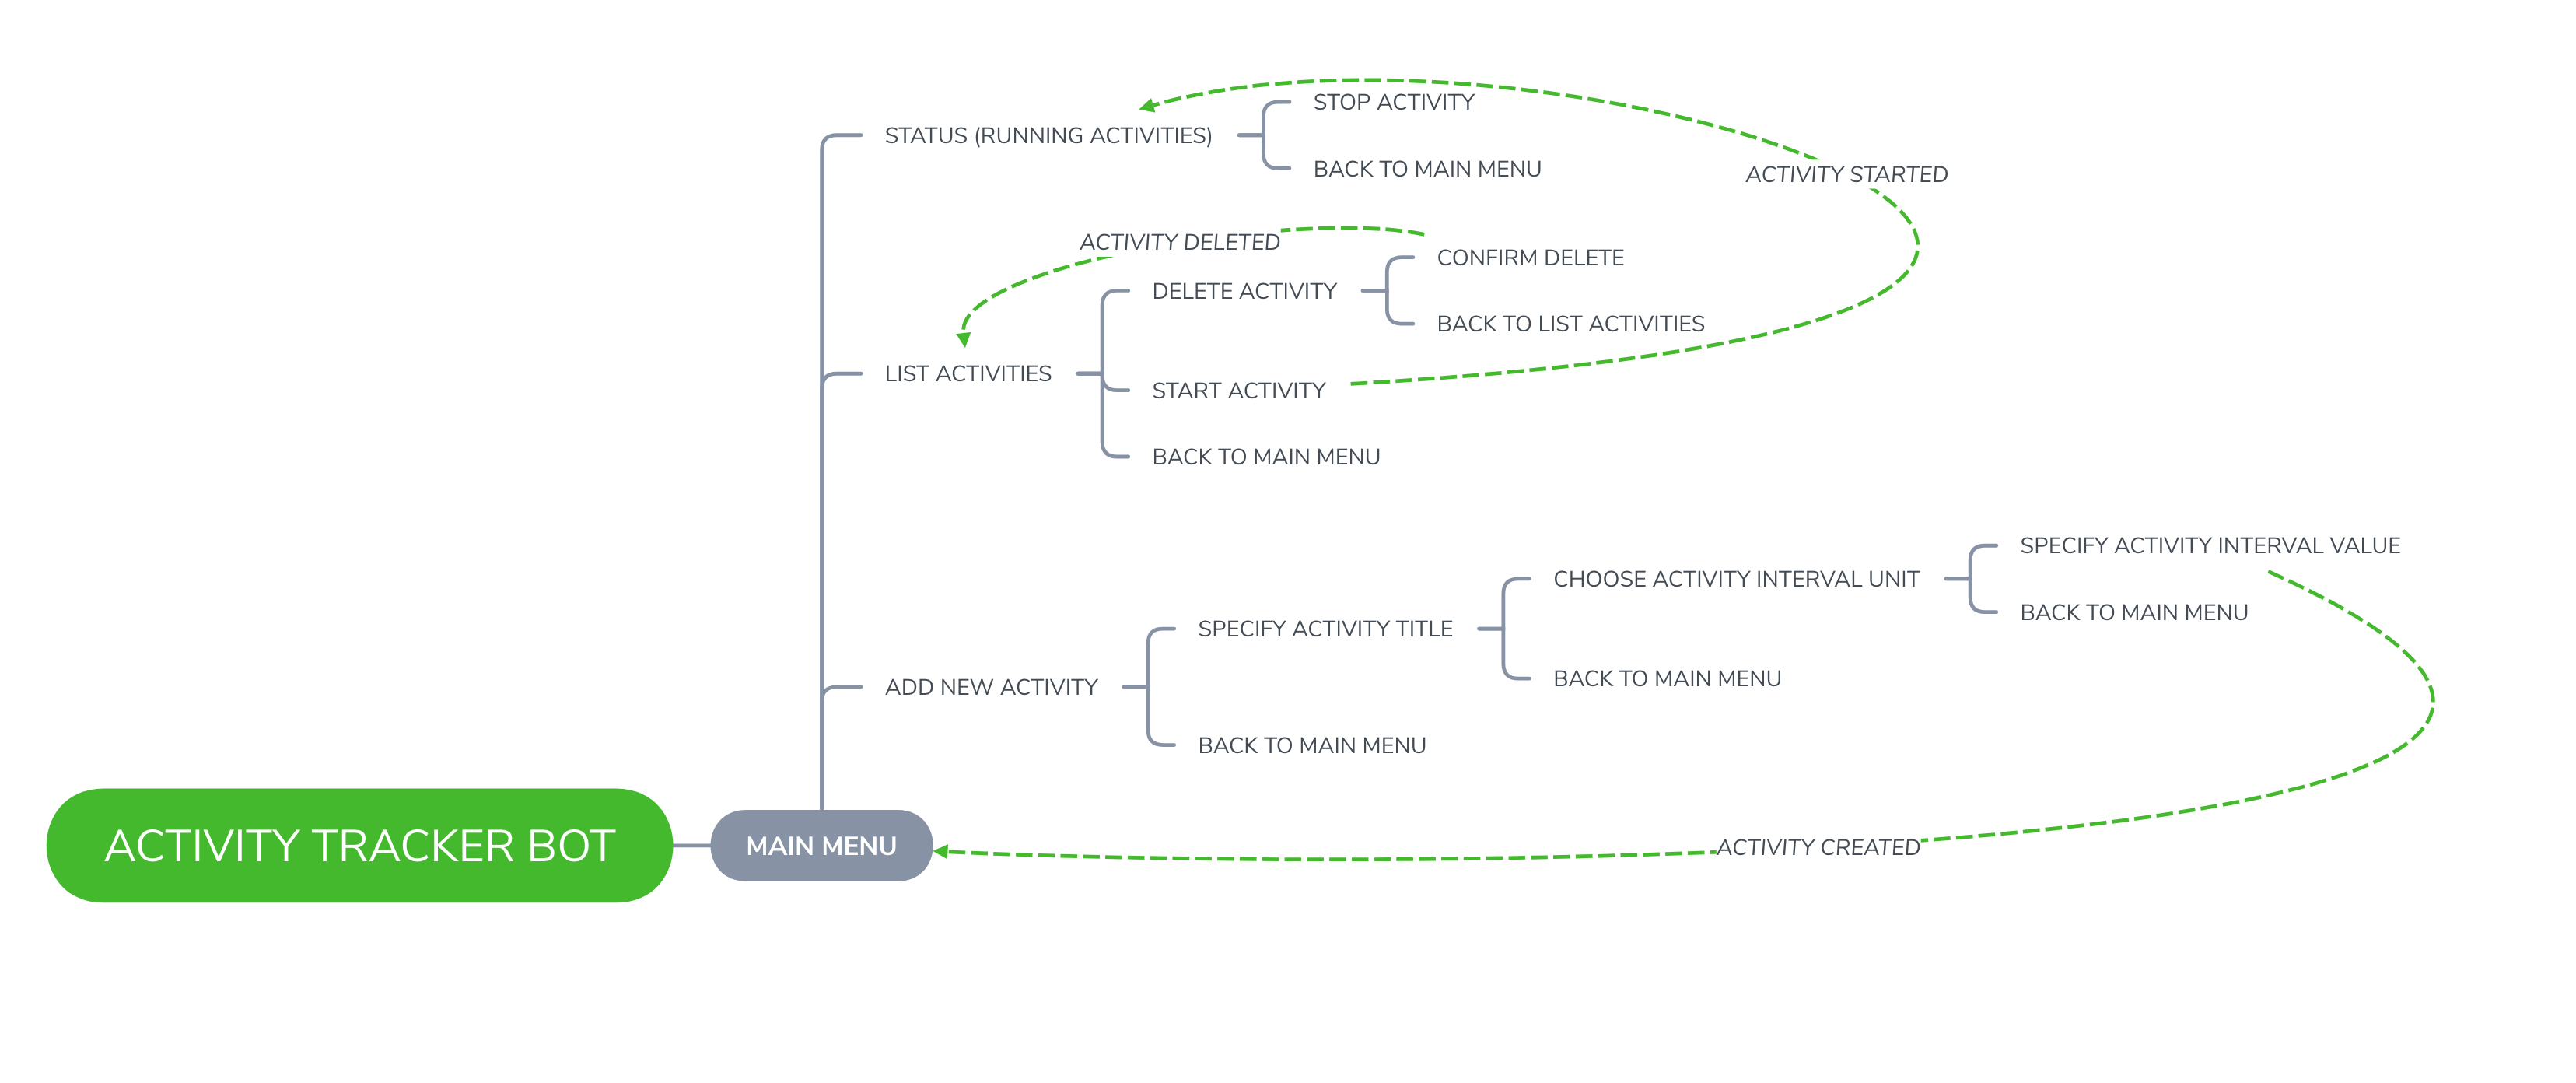 STOP ACTIVITY
STATUS (RUNNING ACTIVITIES)
BACK TO MAIN MENU
ACTIVITY STARTED
ACTIVITY DELETED
CONFIRM DELETE
DELETE ACTIVITY
BACK TO LIST ACTIVITIES
LIST ACTIVITIES
START ACTIVITY
BACK TO MAIN MENU
SPECIFY ACTIVITY INTERVAL VALUE
CHOOSE ACTIVITY INTERVAL UNIT
BACK TO MAIN MENU
SPECIFY ACTIVITY TITLE
BACK TO MAIN MENU
ADD NEW ACTIVITY
BACK TO MAIN MENU
ACTIVITY TRACKER BOT
MAIN MENU
ACTIVITY CREATED